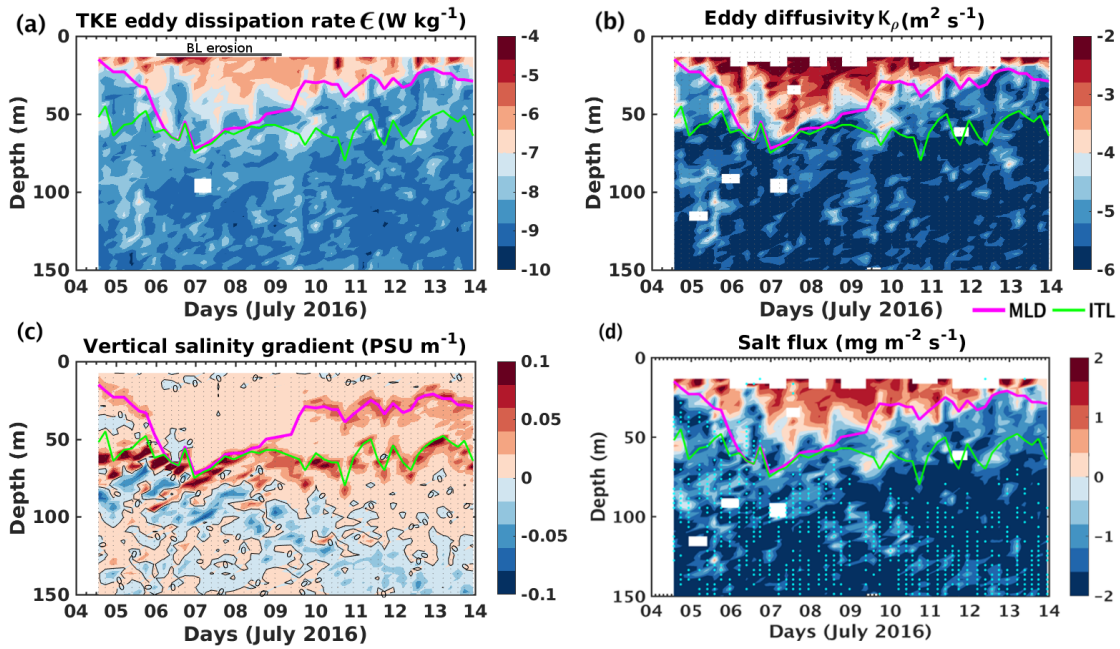 (a) TKE eddy dissipation rate ϵ (W kg⁻¹)
BL erosion
0
50
100
150
Depth (m)
04 05 06 07 08 09 10 11 12 13 14
Days (July 2016)
-4
-5
-6
-7
-8
-9
-10
(b) Eddy diffusivity Kρ (m² s⁻¹)
0
50
100
150
Depth (m)
04 05 06 07 08 09 10 11 12 13 14
Days (July 2016)
-2
-3
-4
-5
-6
MLD ITL
(c) Vertical salinity gradient (PSU m⁻¹)
0
50
100
150
Depth (m)
04 05 06 07 08 09 10 11 12 13 14
Days (July 2016)
0.1
0.05
0
-0.05
-0.1
(d) Salt flux (mg m⁻² s⁻¹)
0
50
100
150
Depth (m)
04 05 06 07 08 09 10 11 12 13 14
Days (July 2016)
2
1
0
-1
-2